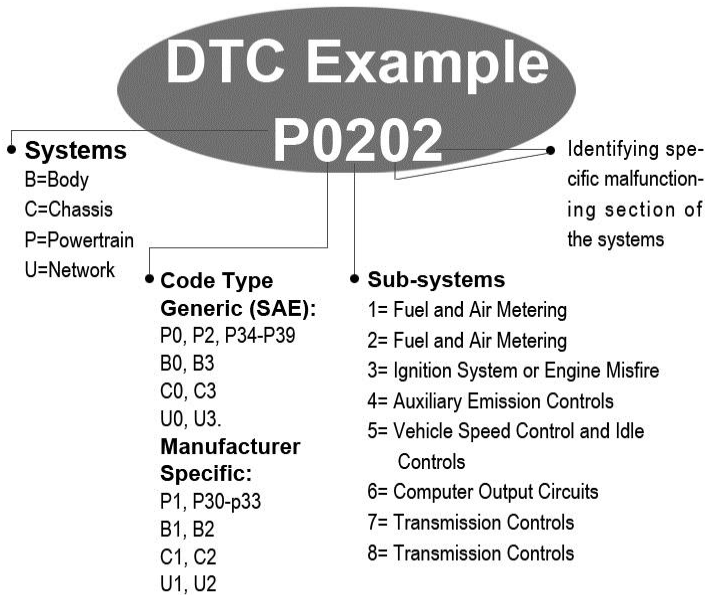 DTC Example
P0202
Systems
B=Body
C=Chassis
P=Powertrain
U=Network
Identifying spe-
cific malfunction-
ing section of
the systems
Code Type
Generic (SAE):
P0, P2, P34-P39
B0, B3
C0, C3
U0, U3.
Manufacturer
Specific:
P1, P30-p33
B1, B2
C1, C2
U1, U2
Sub-systems
1= Fuel and Air Metering
2= Fuel and Air Metering
3= Ignition System or Engine Misfire
4= Auxiliary Emission Controls
5= Vehicle Speed Control and Idle
Controls
6= Computer Output Circuits
7= Transmission Controls
8= Transmission Controls